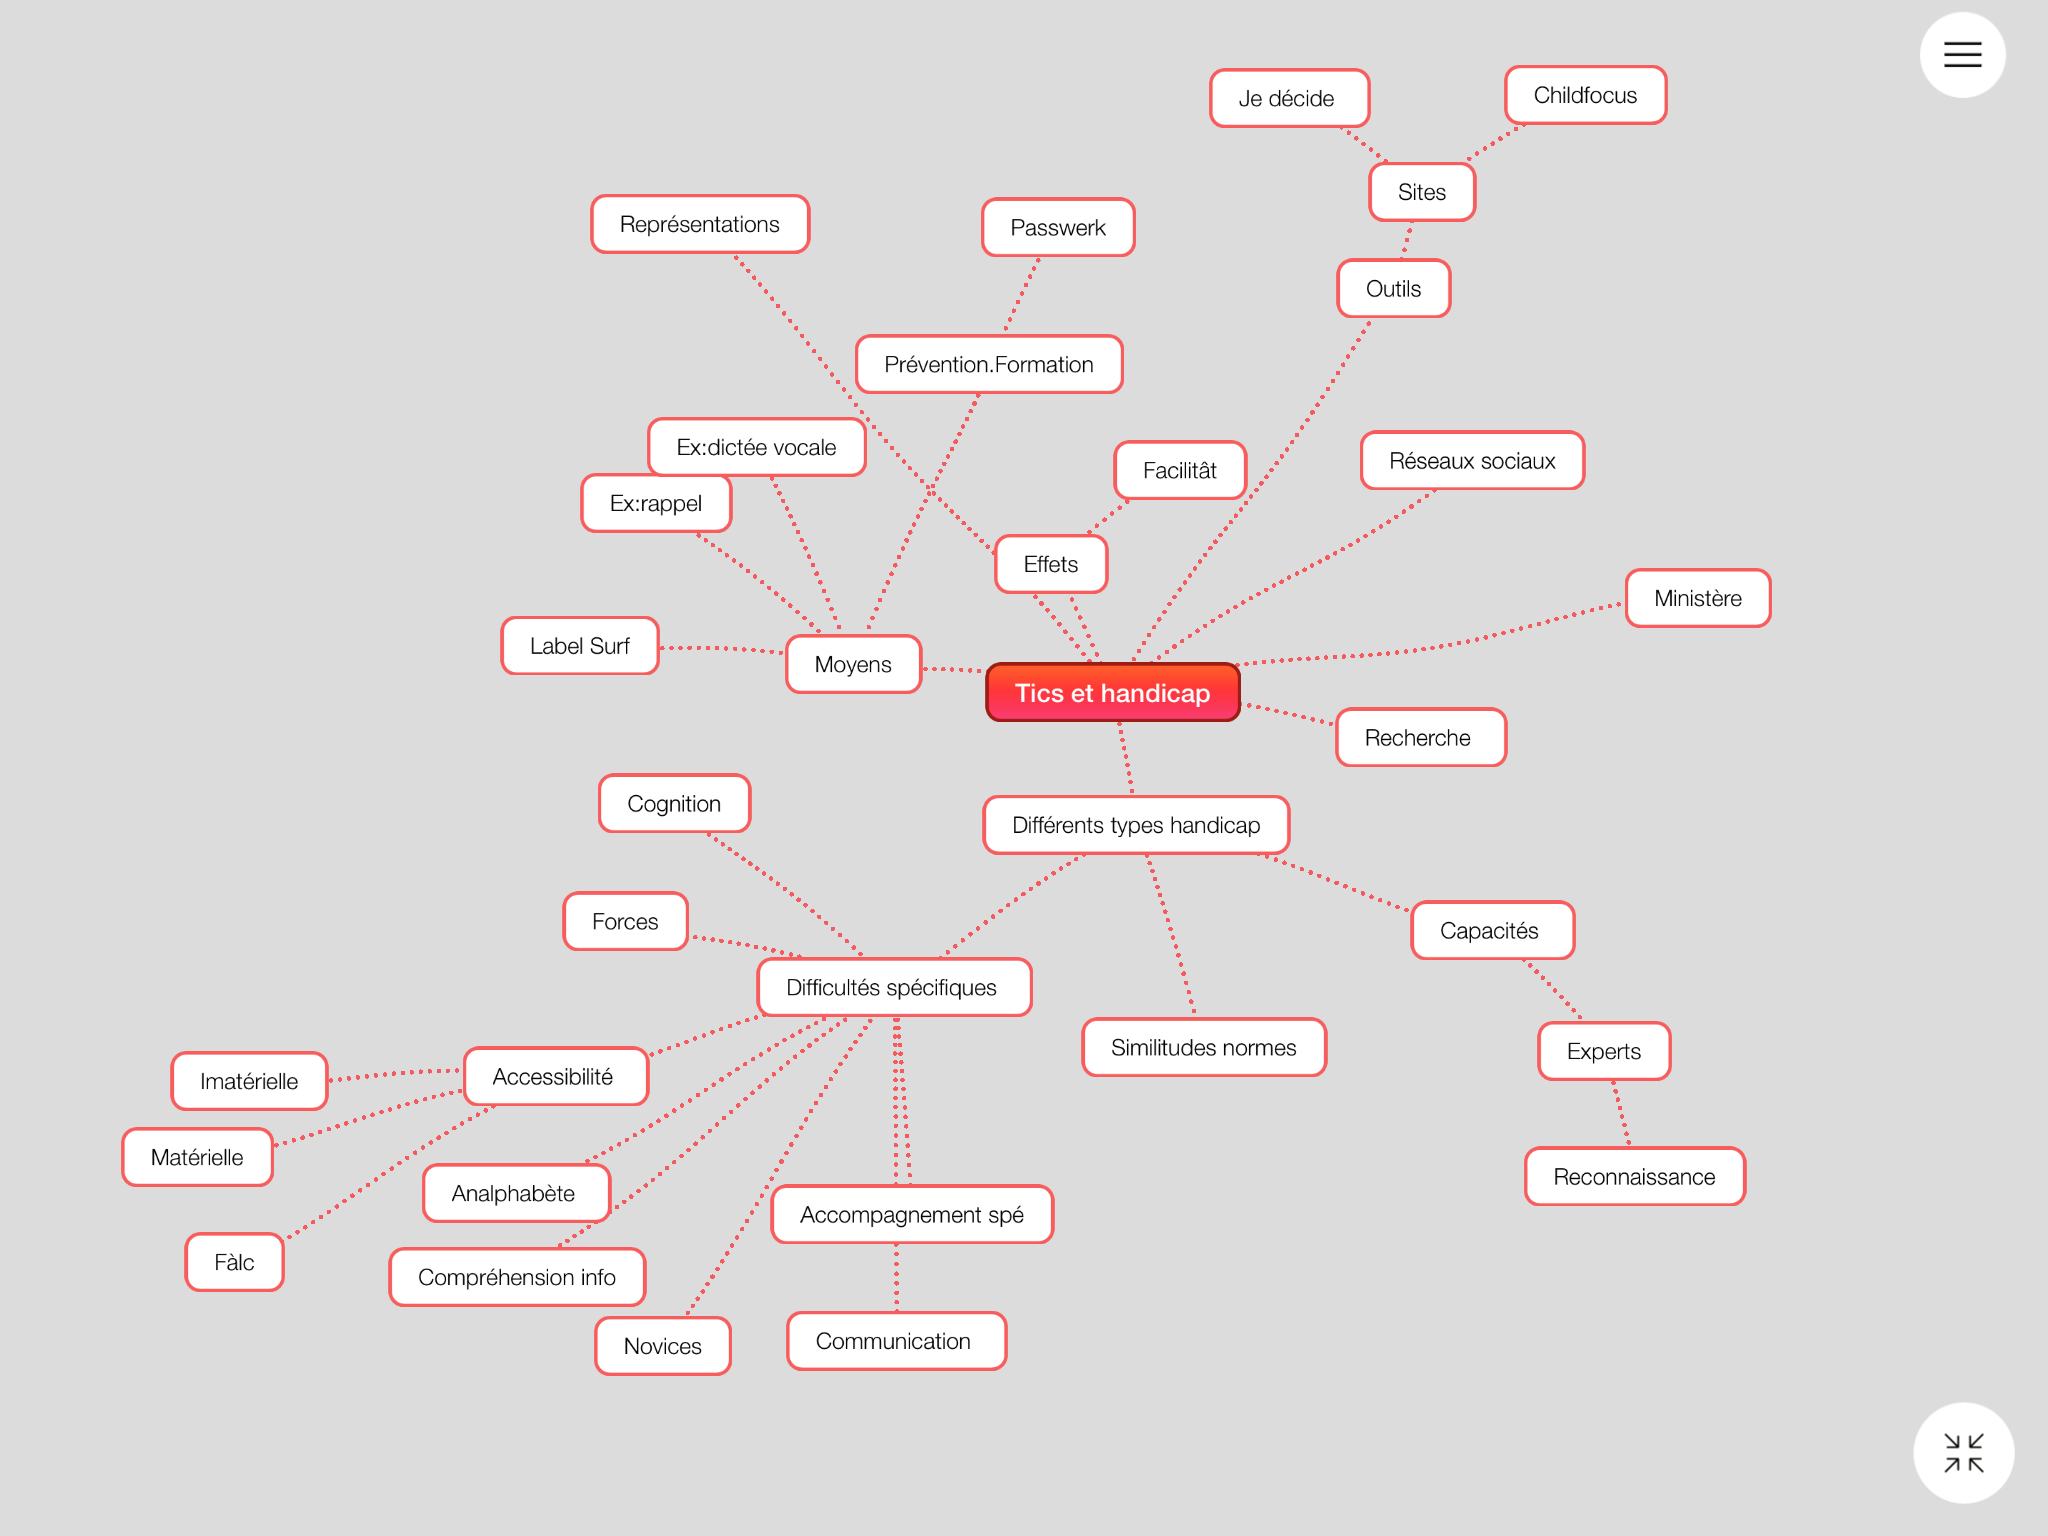 Je décide
Childfocus
Sites
Représentations
Passwerk
Outils
Prévention.Formation
Ex:dictée vocale
Facilitât
Réseaux sociaux
Ex:rappel
Effets
Ministère
Label Surf
Moyens
Tics et handicap
Recherche
Cognition
Différents types handicap
Forces
Capacités
Difficultés spécifiques
Similitudes normes
Experts
Imatérielle
Accessibilité
Matérielle
Reconnaissance
Analphabète
Accompagnement spé
Fàlc
Compréhension info
Novices
Communication